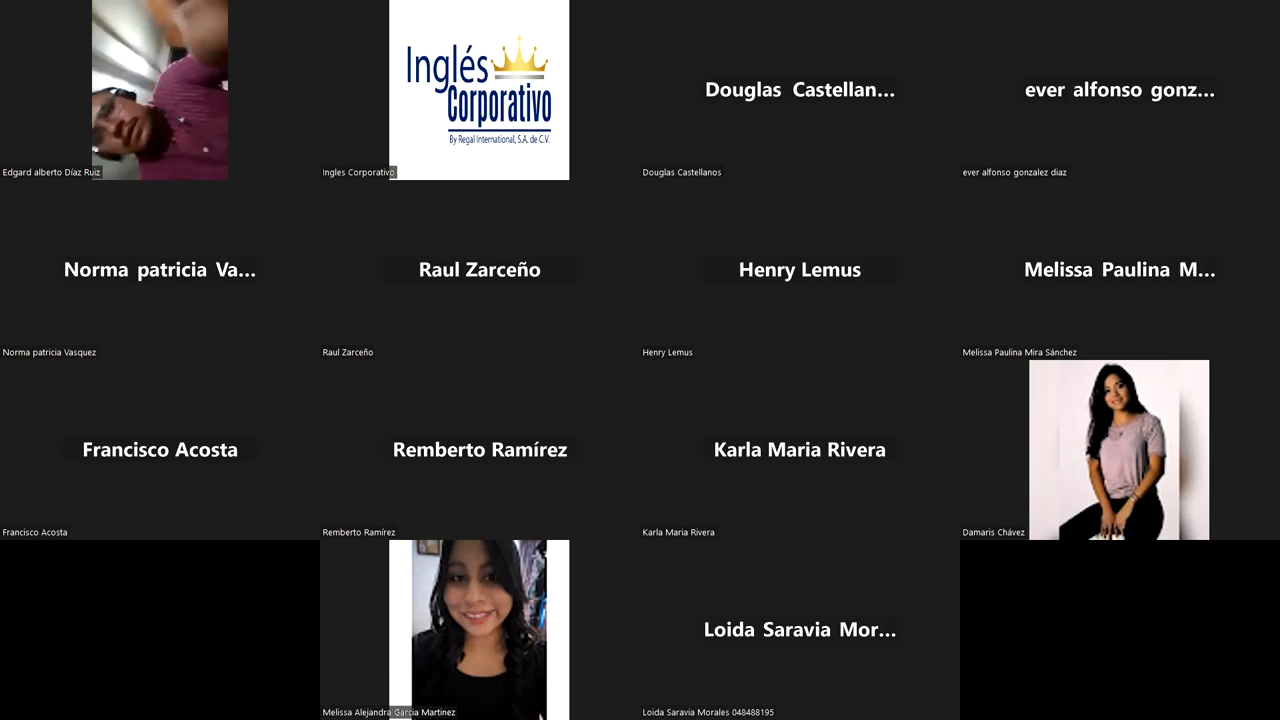 Edgard alberto Díaz Ruiz
Inglés
Corporativo
By Regal International, S.A. de C.V.
Ingles Corporativo
Douglas Castellan...
Douglas Castellanos
ever alfonso gonz...
ever alfonso gonzalez diaz
Norma patricia Va...
Norma patricia Vasquez
Raul Zarceño
Raul Zarceño
Henry Lemus
Henry Lemus
Melissa Paulina M...
Melissa Paulina Mira Sánchez
Francisco Acosta
Francisco Acosta
Remberto Ramírez
Remberto Ramírez
Karla Maria Rivera
Karla Maria Rivera
Damaris Chávez
Melissa Alejandra Garcia Martinez
Loida Saravia Mor...
Loida Saravia Morales 048488195